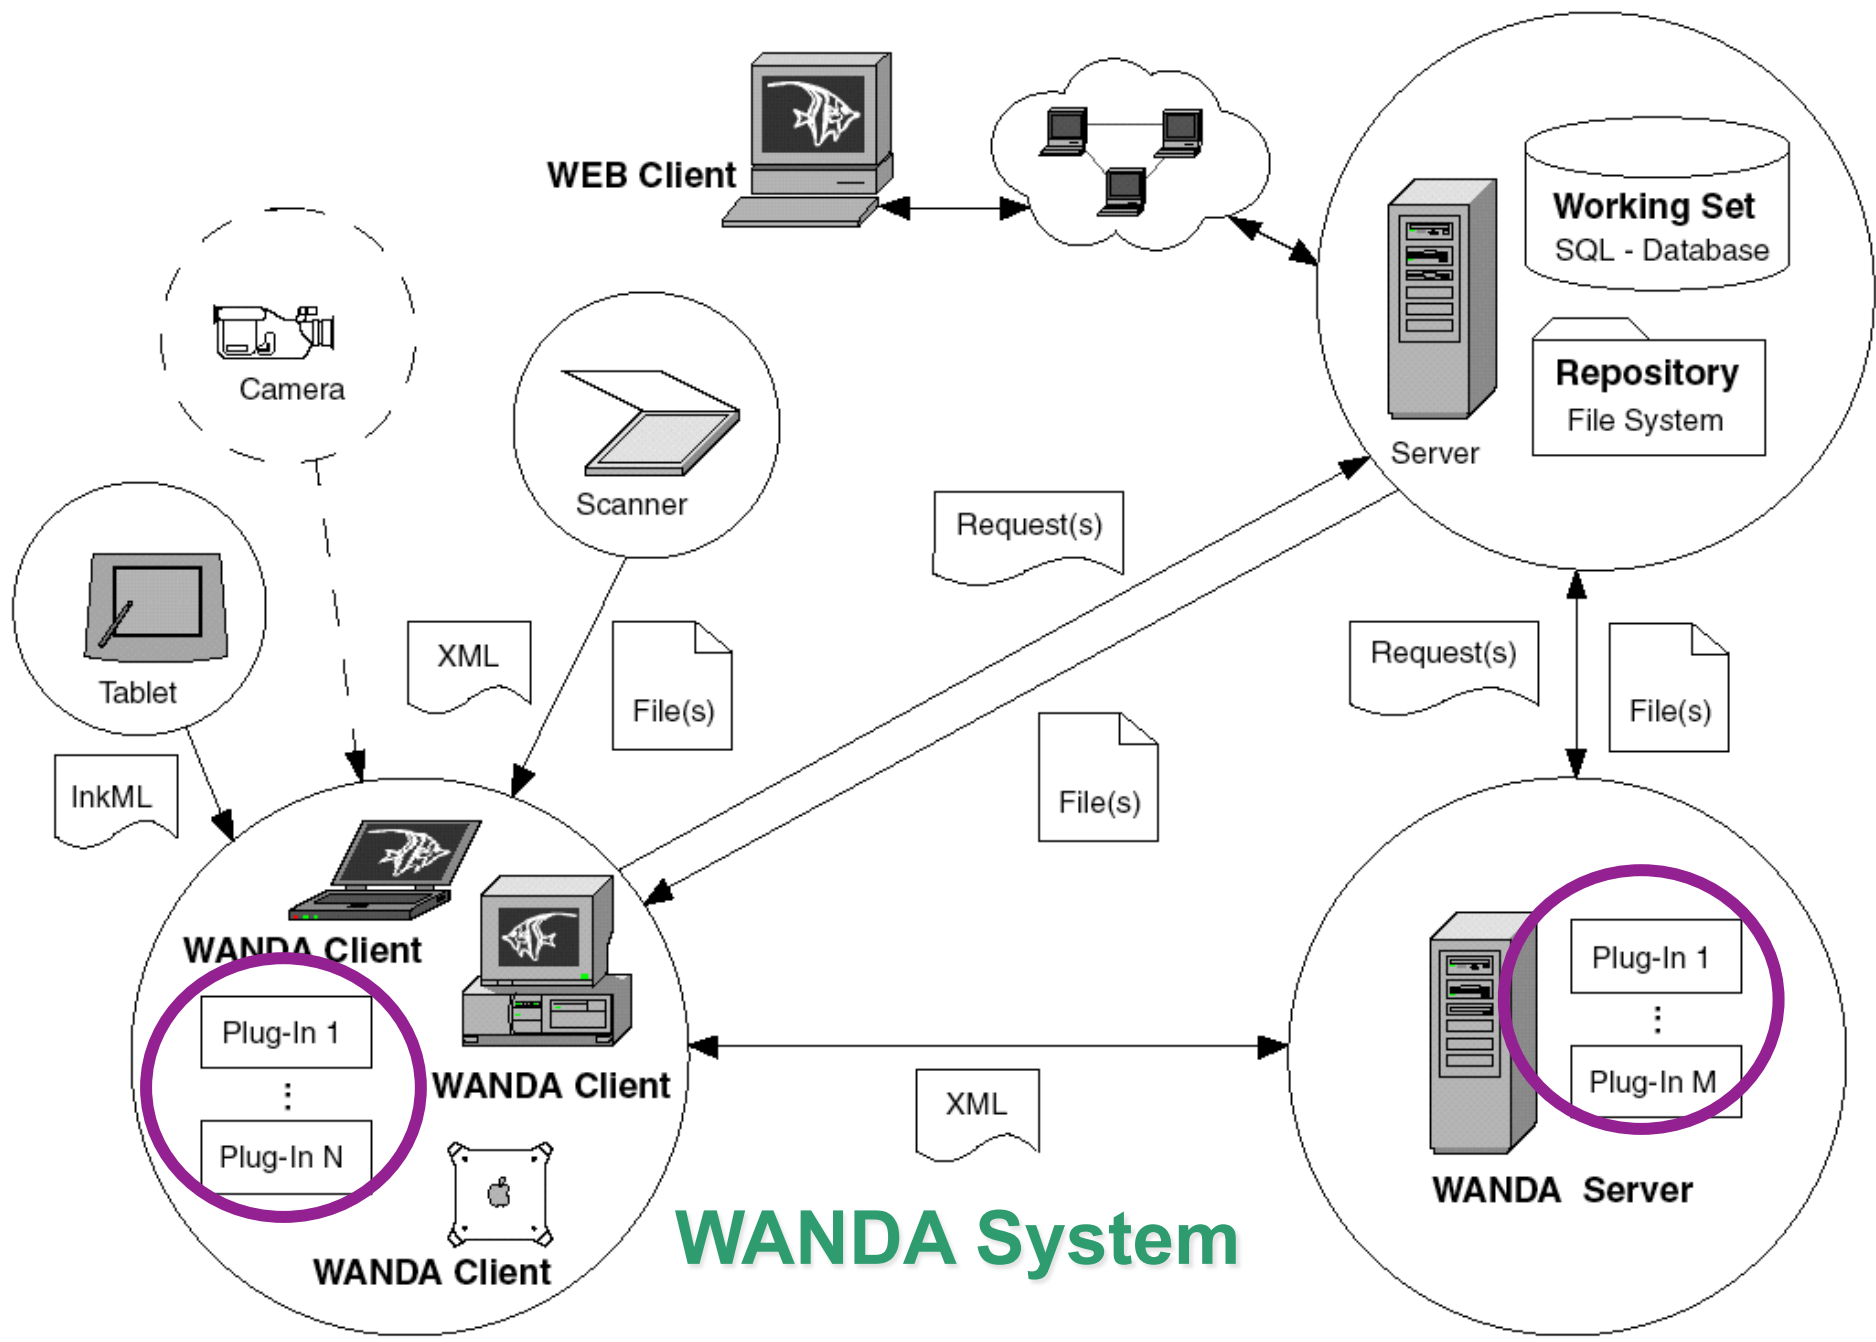 WEB Client
Working Set
SQL - Database
Repository
File System
Server
Camera
Scanner
Tablet
InkML
XML
File(s)
Request(s)
File(s)
Request(s)
File(s)
WANDA Client
Plug-In 1
⋮
Plug-In N
WANDA Client
WANDA Client
XML
Plug-In 1
⋮
Plug-In M
WANDA Server
WANDA System